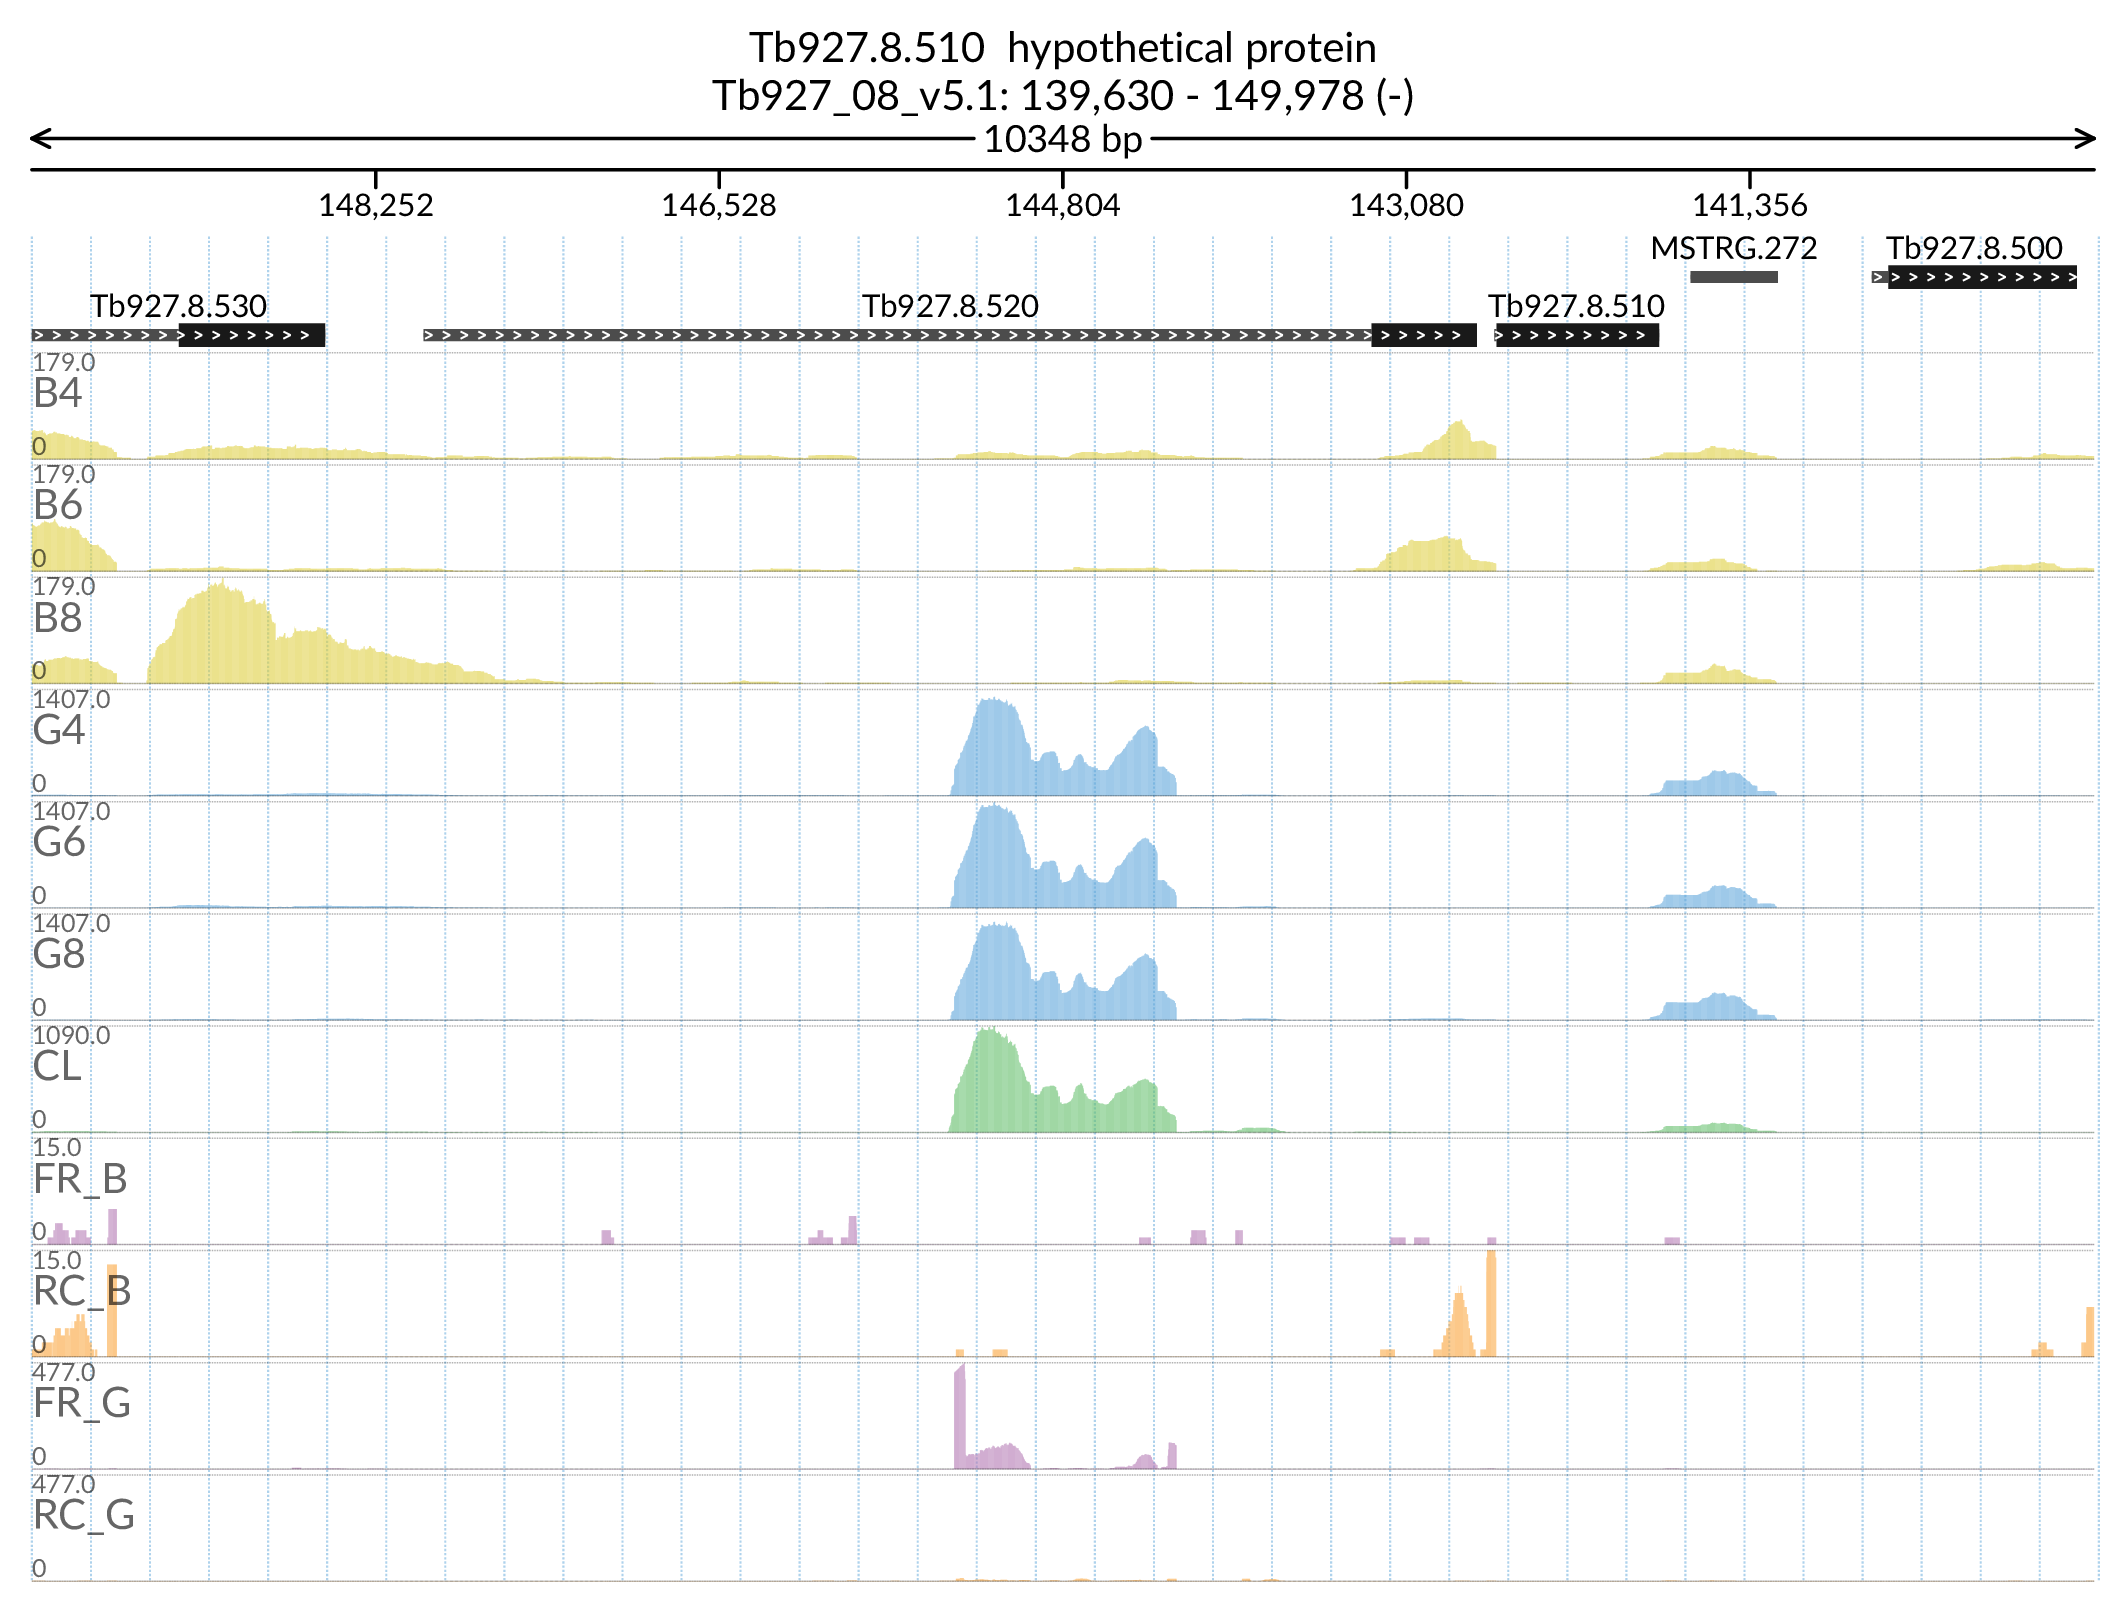 Tb927.8.510  hypothetical protein
Tb927_08_v5.1: 139,630 - 149,978 (-)
10348 bp
148,252 146,528 144,804 143,080 141,356
MSTRG.272 Tb927.8.500
Tb927.8.530 Tb927.8.520 Tb927.8.510
179.0
B4
0
179.0
B6
0
179.0
B8
0
1407.0
G4
0
1407.0
G6
0
1407.0
G8
0
1090.0
CL
0
15.0
FR_B
0
15.0
RC_B
0
477.0
FR_G
0
477.0
RC_G
0